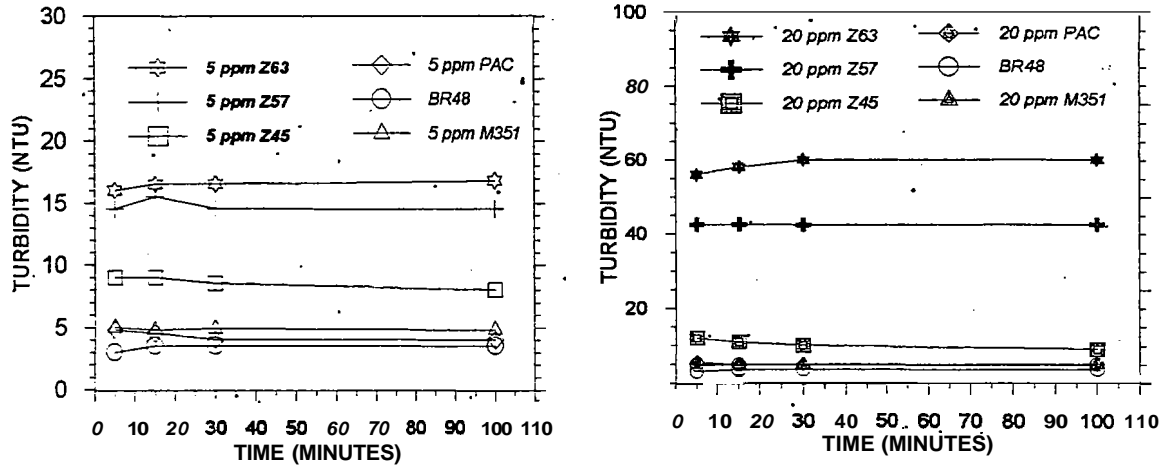 TURBIDITY (NTU)
30
25
20
15
10
5
0
5 ppm Z63
5 ppm Z57
5 ppm Z45
5 ppm PAC
BR48
5 ppm M351
0 10 20 30 40 50 60 70 80 90 100 110
TIME (MINUTES)
TURBIDITY (NTU)
100
80
60
40
20
20 ppm Z63
20 ppm Z57
20 ppm Z45
20 ppm PAC
BR48
20 ppm M351
0 10 20 30 40 50 60 70 80 90 100 110
TIME (MINUTES)